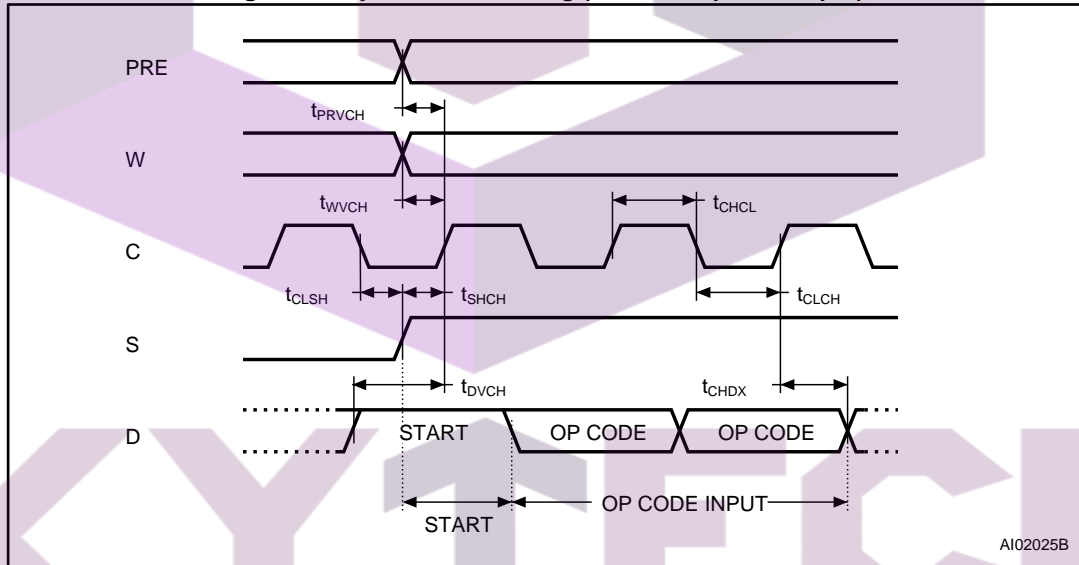 PRE
tPRVCH
W
tWVCH
tCHCL
C
tCLSH
tSHCH
tCLCH
S
tDVCH
tCHDX
D
START
OP CODE
OP CODE
OP CODE INPUT
START
AI02025B